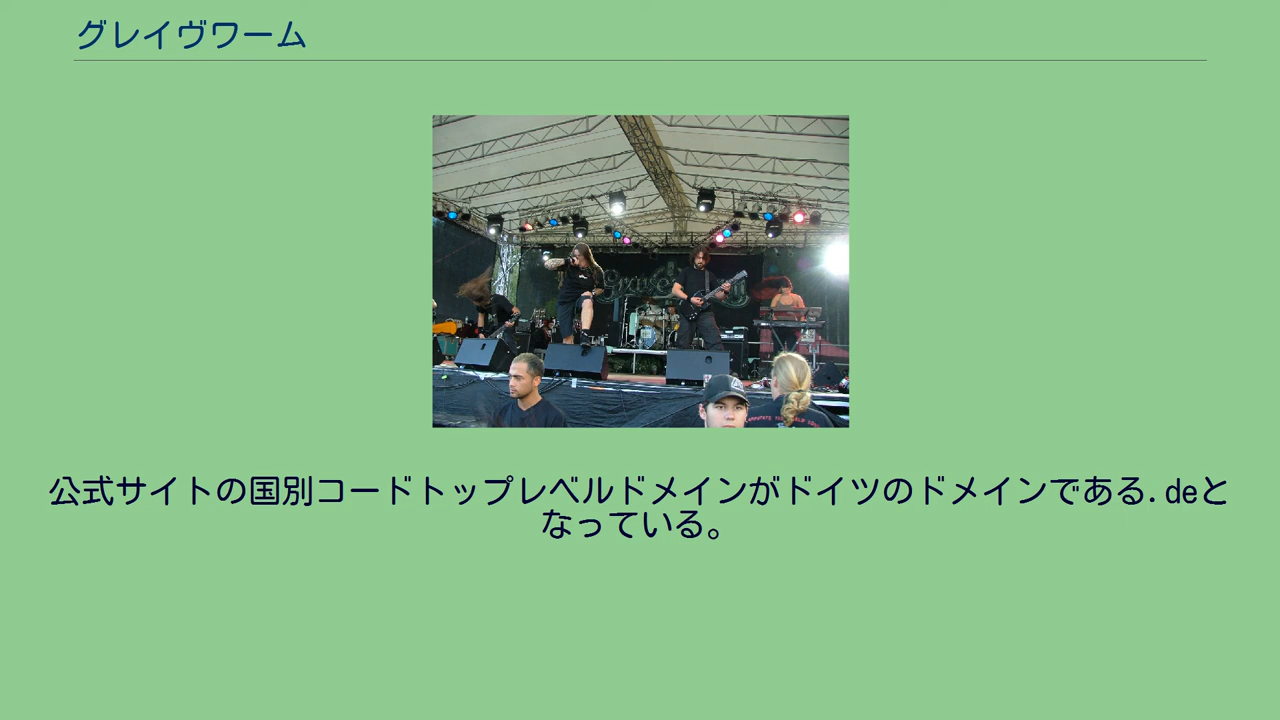 グレイヴワーム
公式サイトの国別コードトップレベルドメインがドイツのドメインである.deと
なっている。